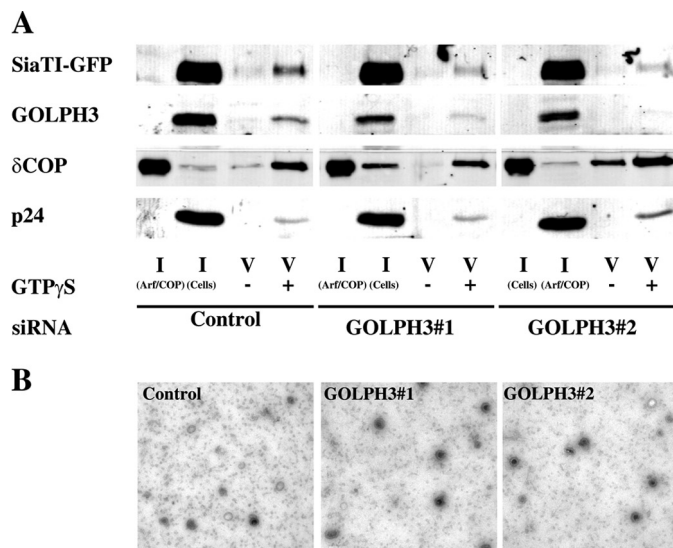 A
SiaTI-GFP
GOLPH3
δCOP
p24
I I V V I I V V I I V V
(Arf/COP) (Cells) (Arf/COP) (Cells) (Cells) (Arf/COP)
GTPγS - + - + - +
siRNA Control GOLPH3#1 GOLPH3#2
B
Control GOLPH3#1 GOLPH3#2